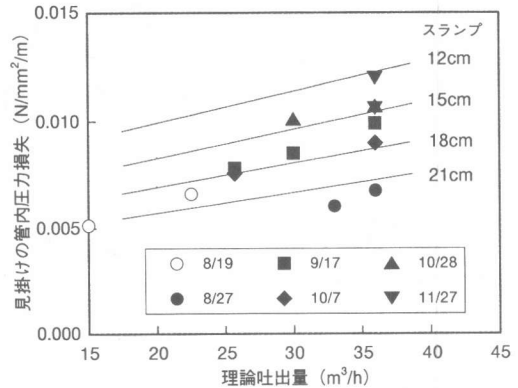 0.015
0.010
0.005
0.000
見掛けの管内圧力損失 (N/mm²/m)
スランプ
12cm
15cm
18cm
21cm
8/19 9/17 10/28
8/27 10/7 11/27
15 20 25 30 35 40 45
理論吐出量 (m³/h)